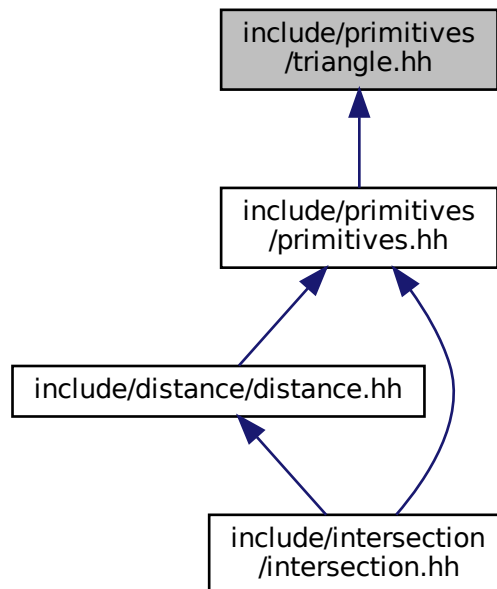 include/primitives
/triangle.hh
include/primitives
/primitives.hh
include/distance/distance.hh
include/intersection
/intersection.hh